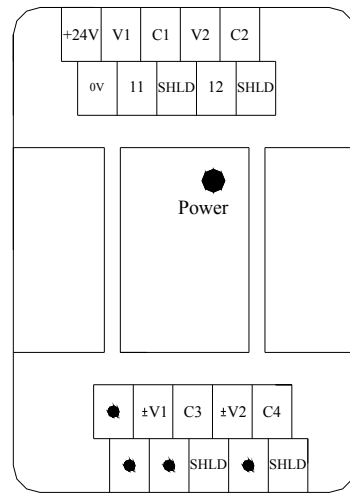 +24V V1 C1 V2 C2
0V 11 SHLD 12 SHLD
Power
±V1 C3 ±V2 C4
SHLD SHLD